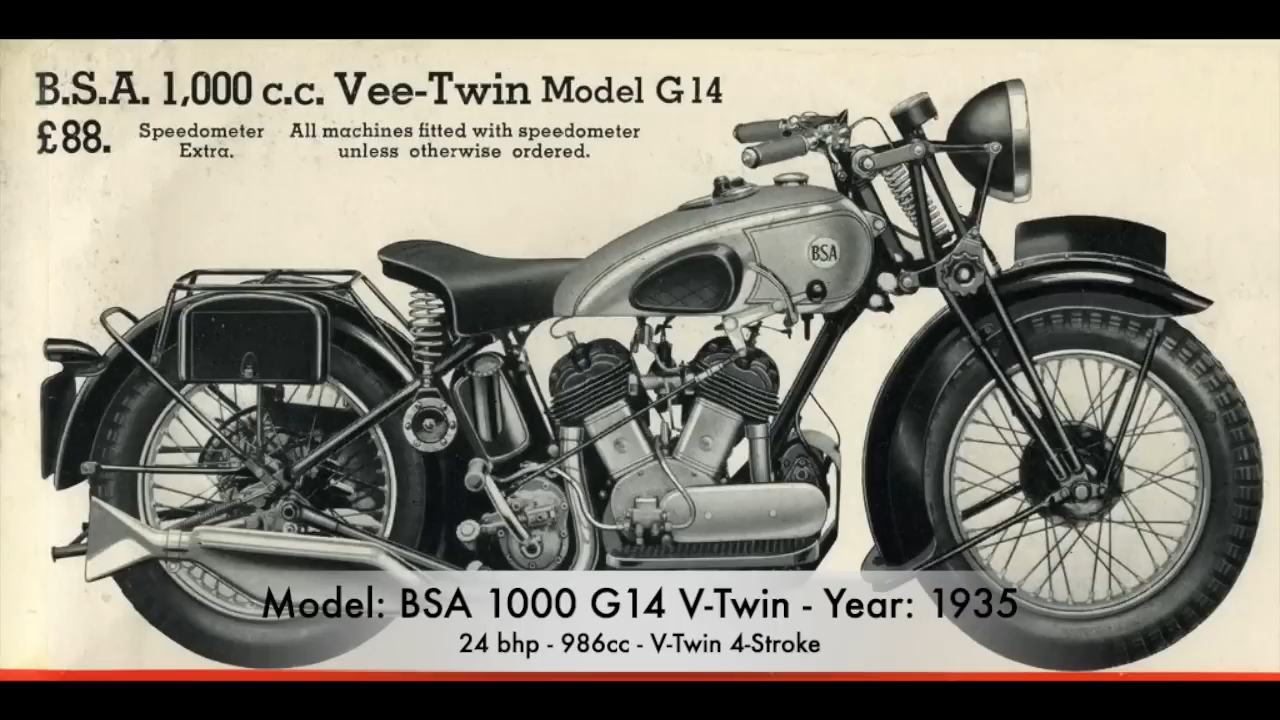 B.S.A. 1,000 c.c. Vee-Twin Model G14
£88. Speedometer Extra. All machines fitted with speedometer unless otherwise ordered.
BSA
Model: BSA 1000 G14 V-Twin - Year: 1935
24 bhp - 986cc - V-Twin 4-Stroke